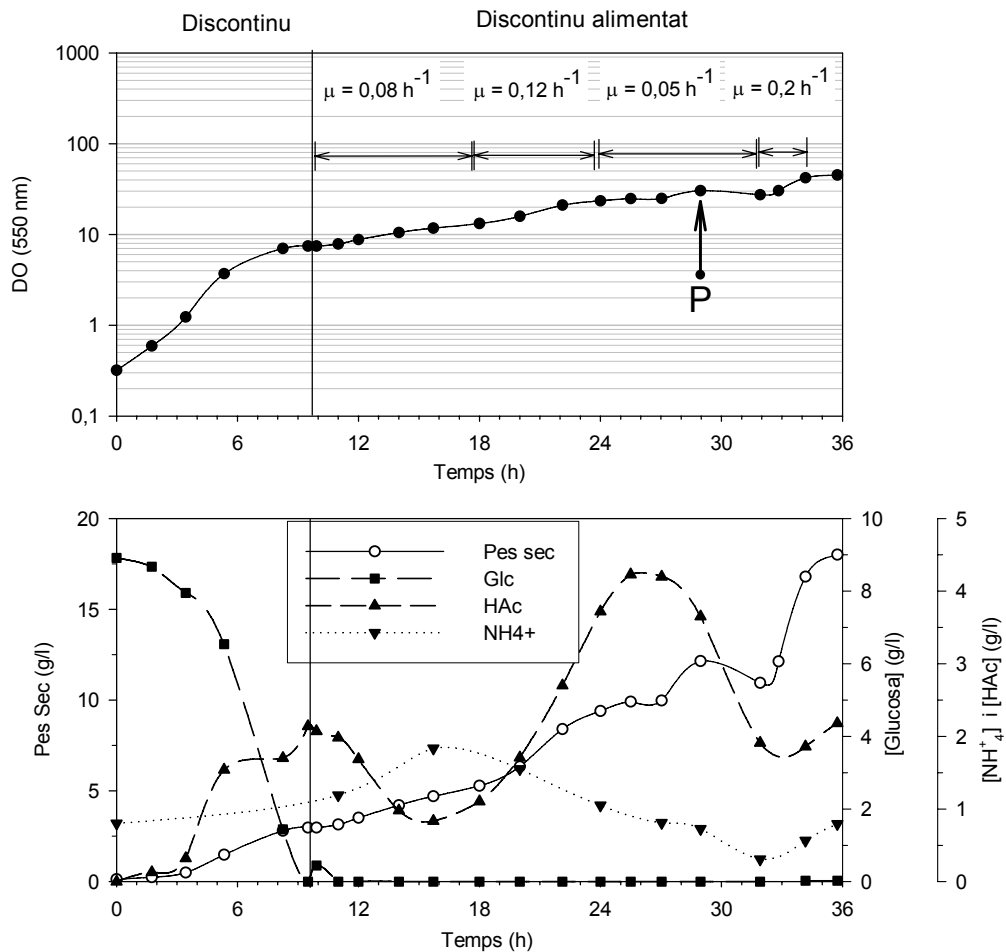 Discontinu
Discontinu alimentat
1000
100
10
1
0,1
DO (550 nm)
μ = 0,08 h⁻¹
μ = 0,12 h⁻¹
μ = 0,05 h⁻¹
μ = 0,2 h⁻¹
P
0 6 12 18 24 30 36
Temps (h)
20
15
10
5
0
Pes Sec (g/l)
Pes sec
Glc
HAc
NH4+
10
8
6
4
2
0
[Glucosa] (g/l)
5
4
3
2
1
0
[NH₄⁺] i [HAc] (g/l)
0 6 12 18 24 30 36
Temps (h)